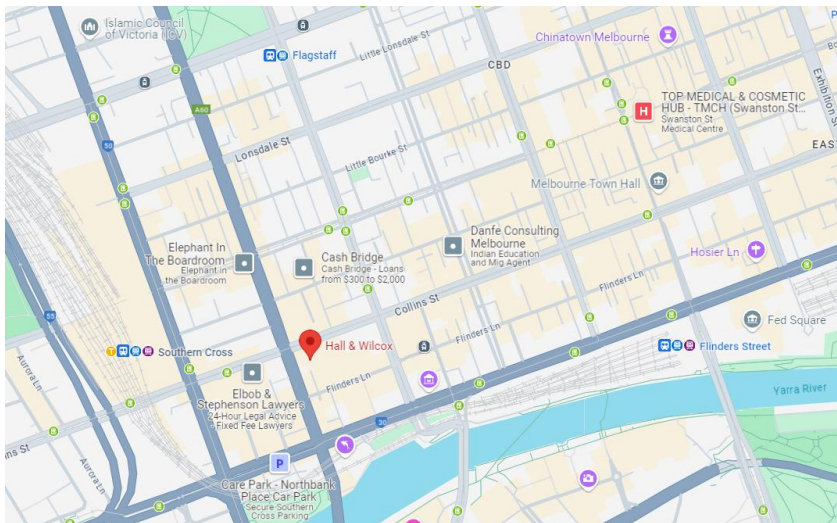 Islamic Council
of Victoria (ICV)
Flagstaff
Little Lonsdale St
CBD
Chinatown Melbourne
Exhibition St
A60
TOP MEDICAL & COSMETIC
HUB - TMCH (Swanston St...
Swanston St
Medical Centre
50
Lonsdale St
Little Bourke St
EAS
Melbourne Town Hall
Elephant In
The Boardroom
Elephant in
the Boardroom
Cash Bridge
Cash Bridge - Loans
from $300 to $2,000
Danfe Consulting
Melbourne
Indian Education
and Mig Agent
Hosier Ln
Flinders Ln
Collins St
55
Fed Square
Southern Cross
Hall & Wilcox
Flinders Ln
Flinders Street
Aurora Ln
Flinders Ln
Elbob &
Stephenson Lawyers
24-Hour Legal Advice
Fixed Fee Lawyers
Yarra River
30
ns St
P
Aurora Ln
Care Park - Northbank
Place Car Park
Secure Southern
Cross Parking